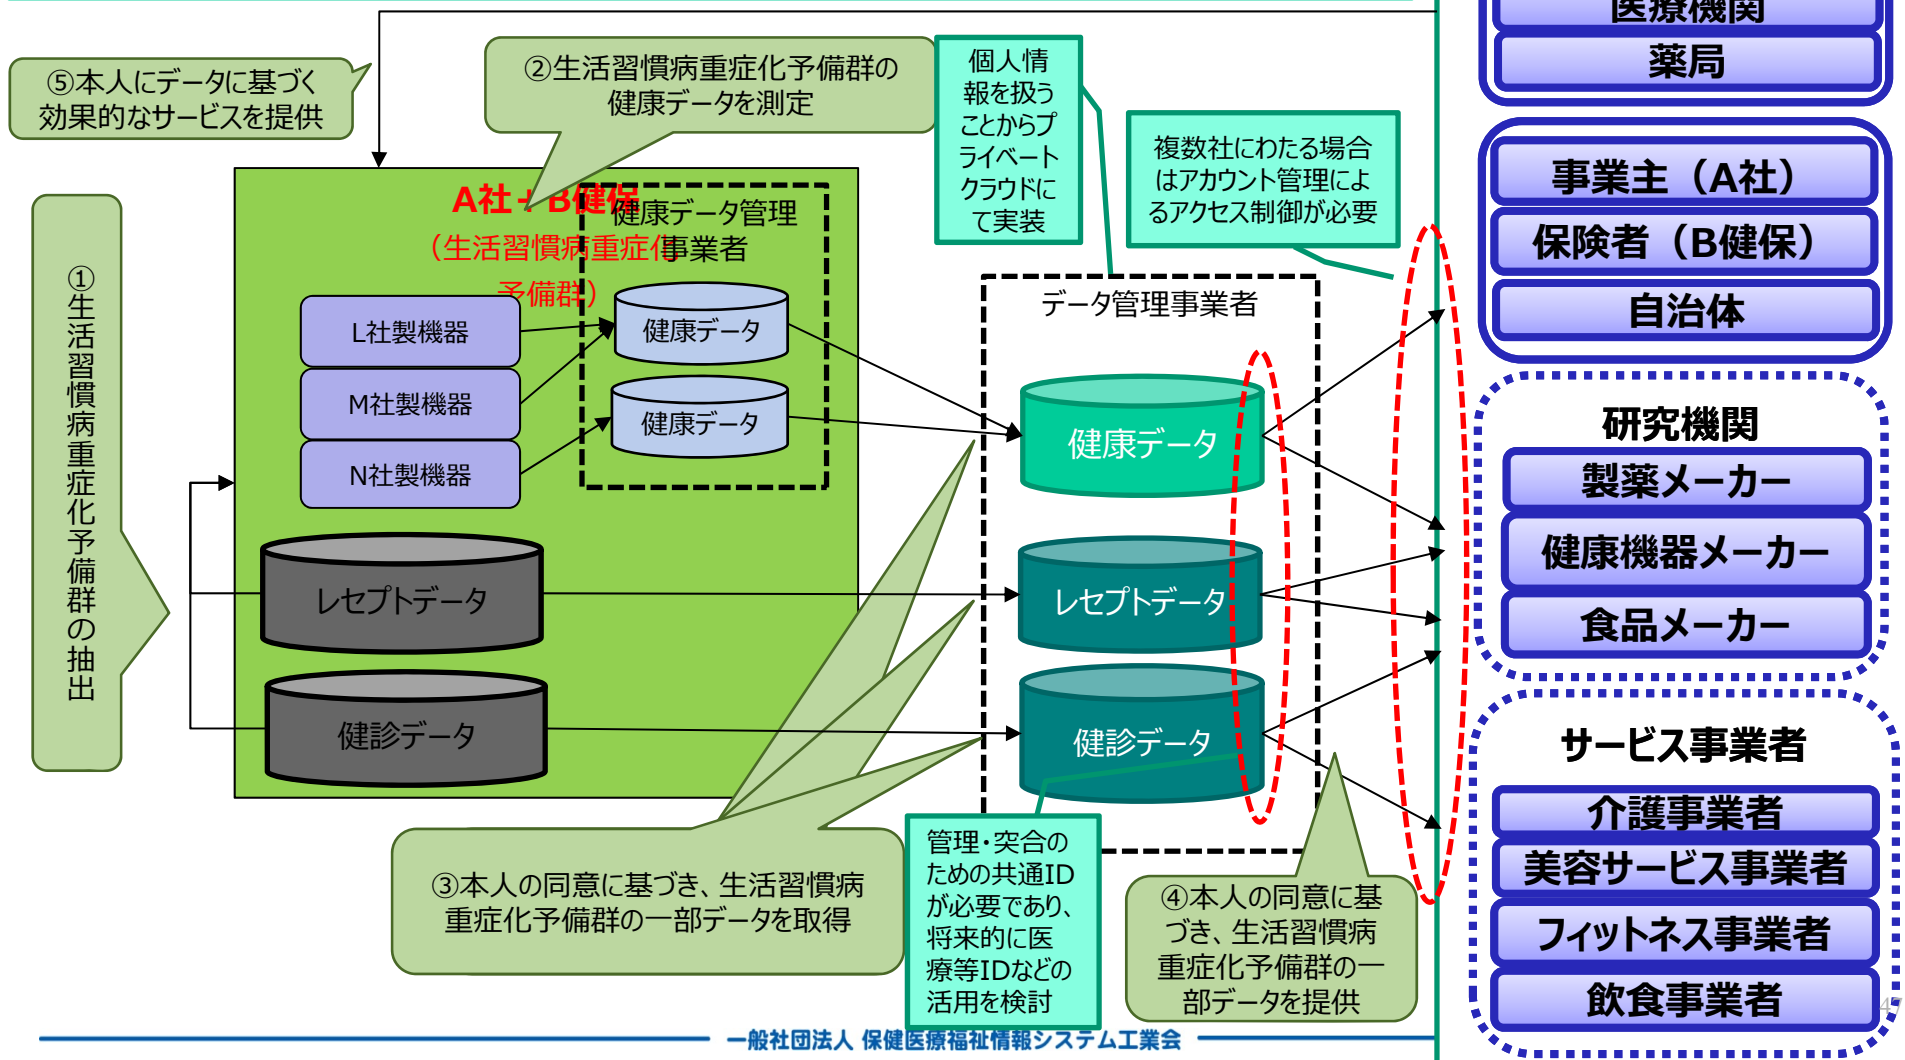 医療機関
薬局
⑤本人にデータに基づく
効果的なサービスを提供
②生活習慣病重症化予備群の
健康データを測定
個人情
報を扱う
ことからプ
ライベート
クラウドに
て実装
複数社にわたる場合
はアカウント管理によ
るアクセス制御が必要
事業主（A社）
保険者（B健保）
自治体
①生活習慣病重症化予備群の抽出
A社+B健保
（生活習慣病重症化
予備群）
健康データ管理
事業者
L社製機器
M社製機器
N社製機器
健康データ
健康データ
レセプトデータ
健診データ
データ管理事業者
健康データ
レセプトデータ
健診データ
研究機関
製薬メーカー
健康機器メーカー
食品メーカー
サービス事業者
介護事業者
美容サービス事業者
フィットネス事業者
飲食事業者
③本人の同意に基づき、生活習慣病
重症化予備群の一部データを取得
管理・突合の
ための共通ID
が必要であり、
将来的に医
療等IDなどの
活用を検討
④本人の同意に基
づき、生活習慣病
重症化予備群の一
部データを提供
47
一般社団法人 保健医療福祉情報システム工業会